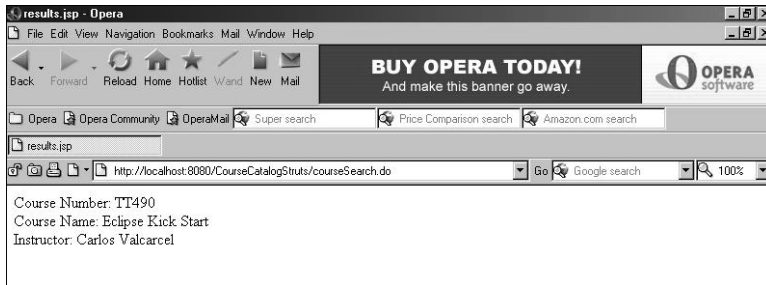 results.jsp - Opera
File Edit View Navigation Bookmarks Mail Window Help
Back Forward Reload Home Hotlist Wand New Mail
BUY OPERA TODAY!
And make this banner go away.
OPERA
software
Opera Opera Community OperaMail Super search Price Comparison search Amazon.com search
results.jsp
http://localhost:8080/CourseCatalogStruts/courseSearch.do Go Google search 100%
Course Number: TT490
Course Name: Eclipse Kick Start
Instructor: Carlos Valcarcel